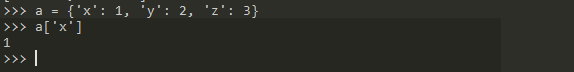 >>> a = {'x': 1, 'y': 2, 'z': 3}
>>> a['x']
1
>>>